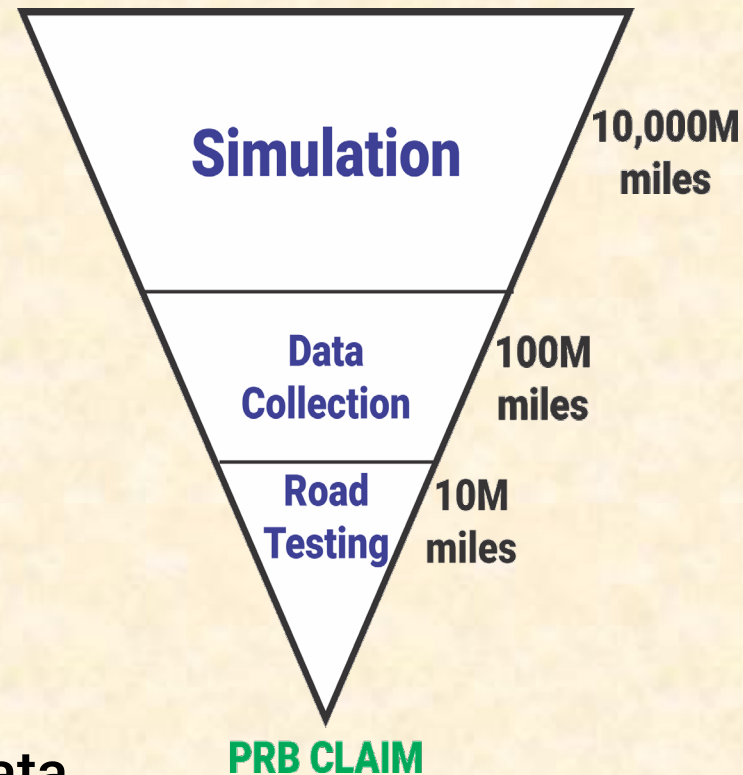 Simulation
10,000M
miles
Data
Collection
100M
miles
Road
Testing
10M
miles
PRB CLAIM